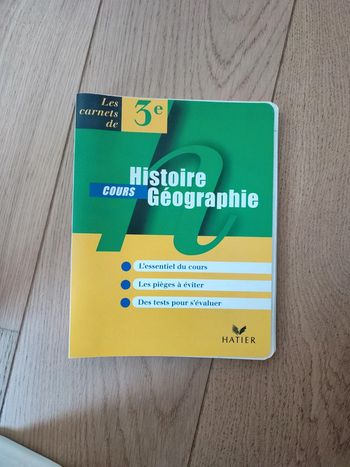 Les
carnets
de
3e
Histoire
COURS Géographie
L'essentiel du cours
Les pièges à éviter
Des tests pour s'évaluer
HATIER